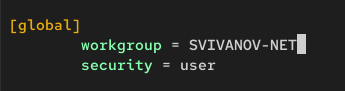 [global]
workgroup = SVIVANOV-NET
security = user